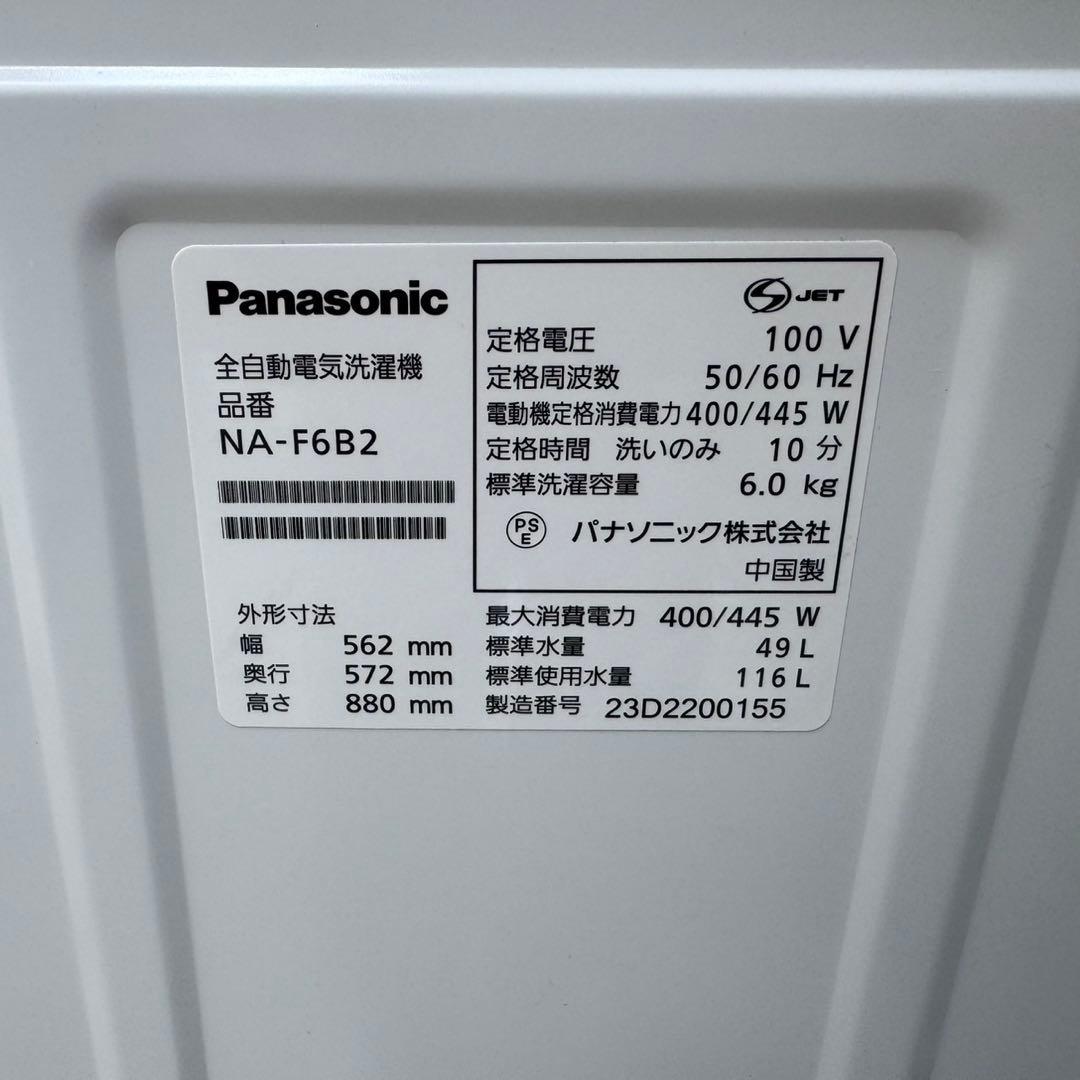 Panasonic
全自動電気洗濯機
品番
NA-F6B2
外形寸法
幅 562 mm
奥行 572 mm
高さ 880 mm
S JET
定格電圧 100 V
定格周波数 50/60 Hz
電動機定格消費電力 400/445 W
定格時間 洗いのみ 10 分
標準洗濯容量 6.0 kg
PSE パナソニック株式会社
中国製
最大消費電力 400/445 W
標準水量 49 L
標準使用水量 116 L
製造番号 23D2200155